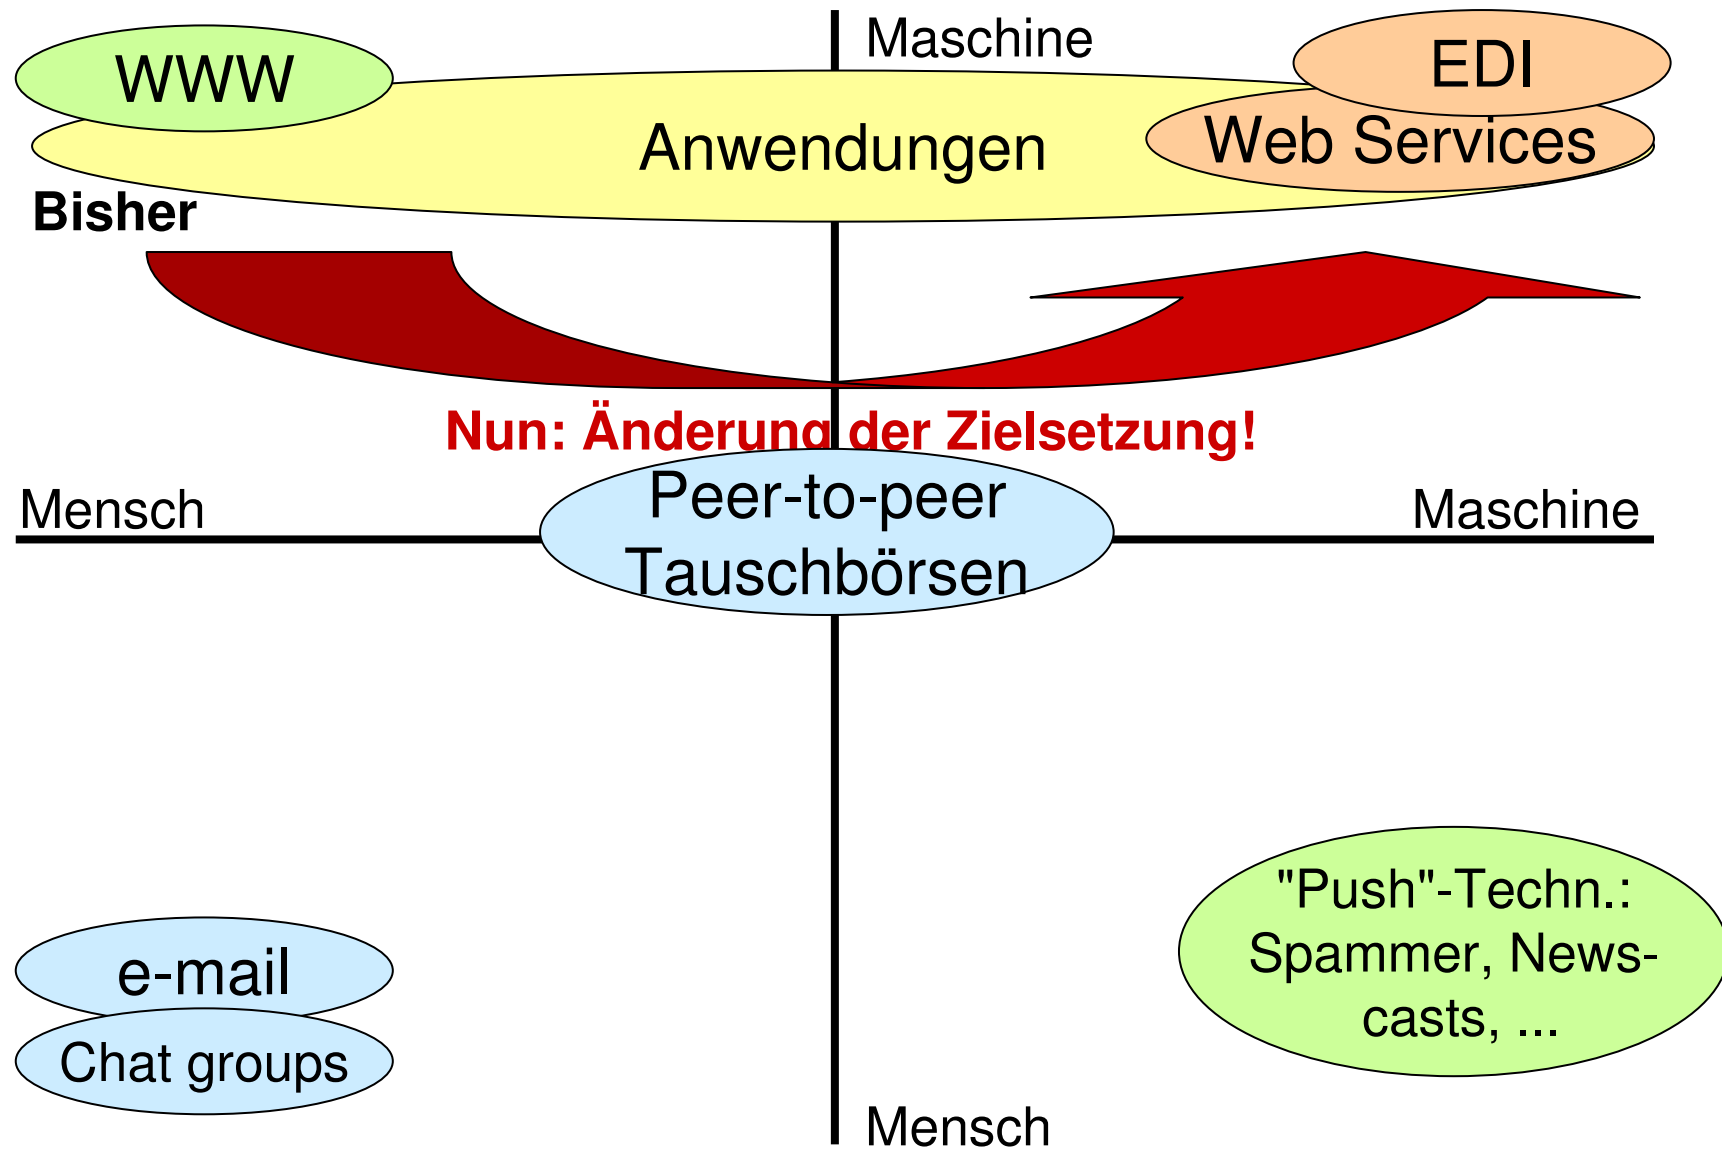 Maschine
WWW
EDI
Anwendungen
Web Services
Bisher
Nun: Änderung der Zielsetzung!
Mensch
Peer-to-peer
Tauschbörsen
Maschine
"Push"-Techn.:
Spammer, News-
casts, ...
e-mail
Chat groups
Mensch